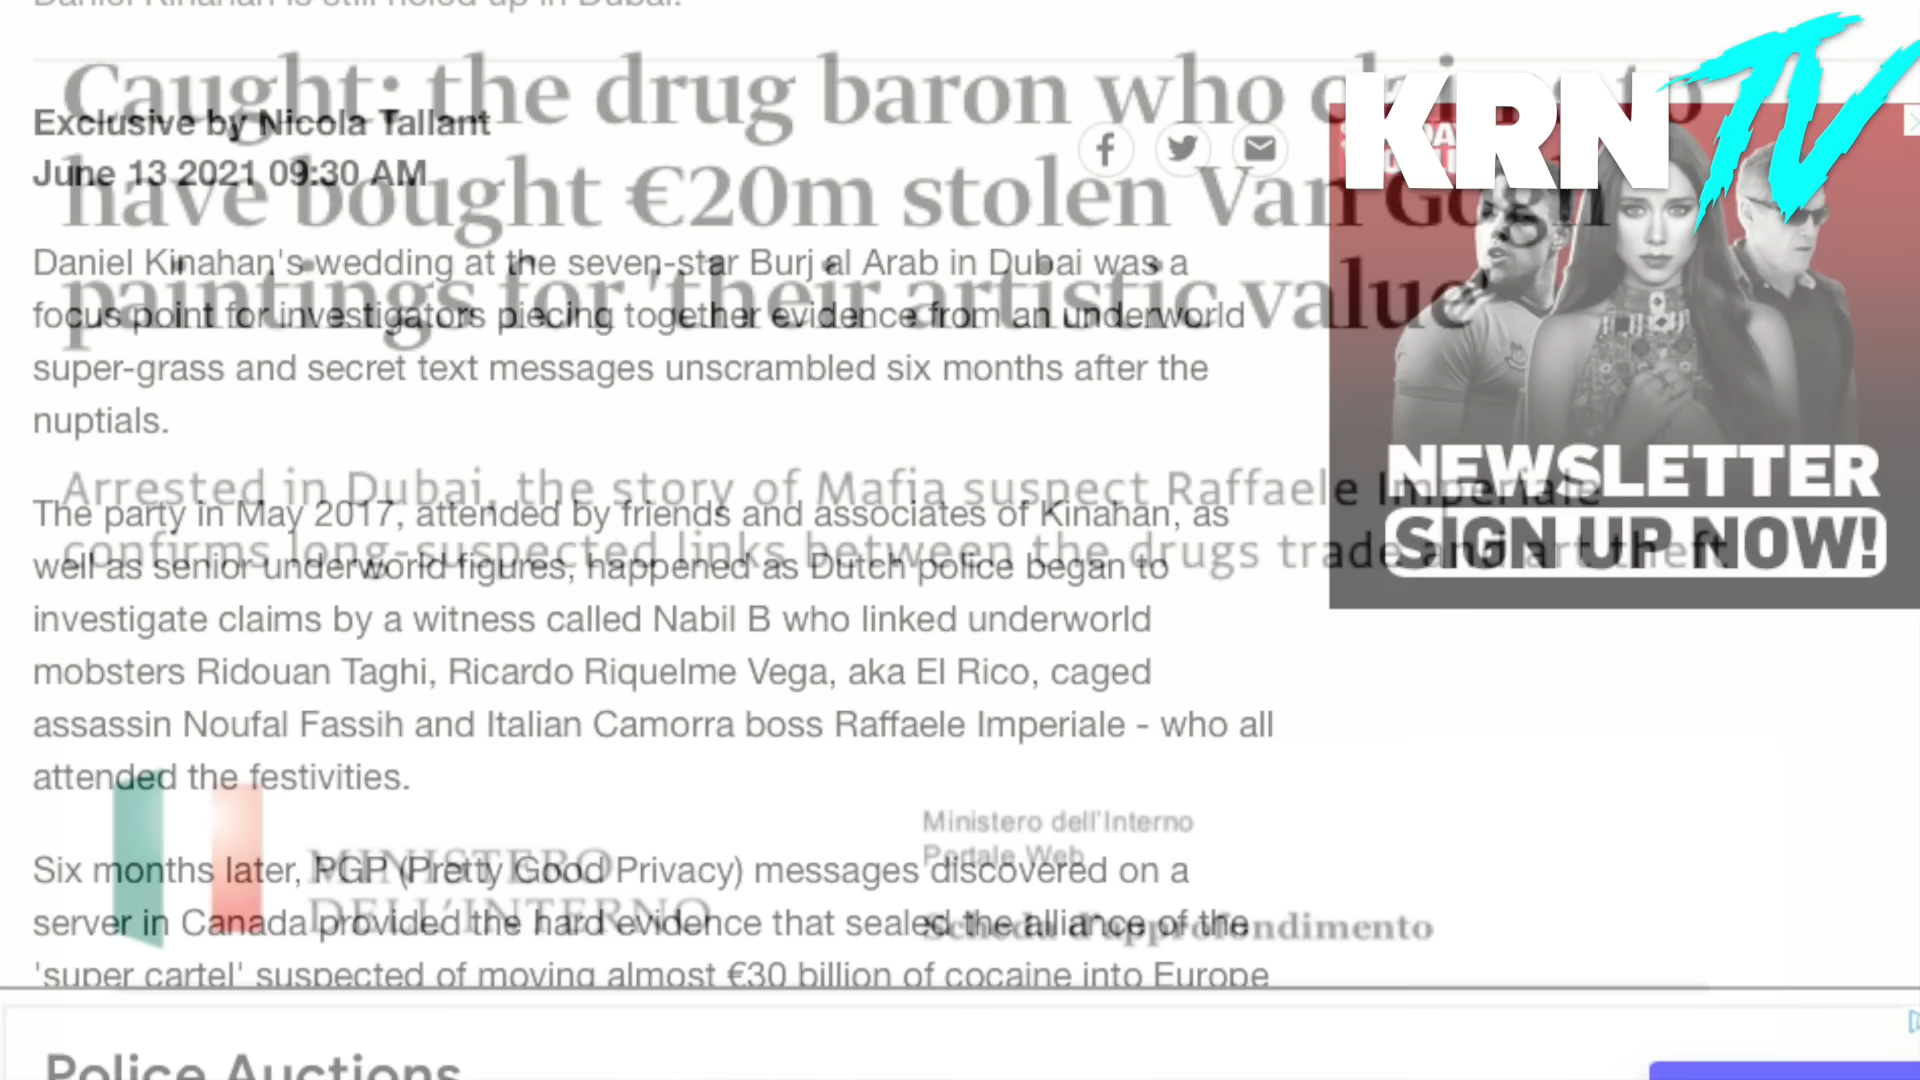 Daniel Kinahan is still holed up in Dubai.
Caught: the drug baron who claims to
have bought €20m stolen Van Gogh
paintings for 'their artistic value'
Exclusive by Nicola Tallant
June 13 2021 09:30 AM
KRN TV
Daniel Kinahan's wedding at the seven-star Burj al Arab in Dubai was a
focus point for investigators piecing together evidence from an underworld
super-grass and secret text messages unscrambled six months after the
nuptials.
Arrested in Dubai, the story of Mafia suspect Raffaele Imperiale
confirms long-suspected links between the drugs trade and art theft
The party in May 2017, attended by friends and associates of Kinahan, as
well as senior underworld figures, happened as Dutch police began to
investigate claims by a witness called Nabil B who linked underworld
mobsters Ridouan Taghi, Ricardo Riquelme Vega, aka El Rico, caged
assassin Noufal Fassih and Italian Camorra boss Raffaele Imperiale - who all
attended the festivities.
NEWSLETTER
SIGN UP NOW!
MINISTERO
DELL'INTERNO
Ministero dell'Interno
Portale Web
Scheda d'approfondimento
Six months later, PGP (Pretty Good Privacy) messages discovered on a
server in Canada provided the hard evidence that sealed the alliance of the
'super cartel' suspected of moving almost €30 billion of cocaine into Europe
Police Auctions